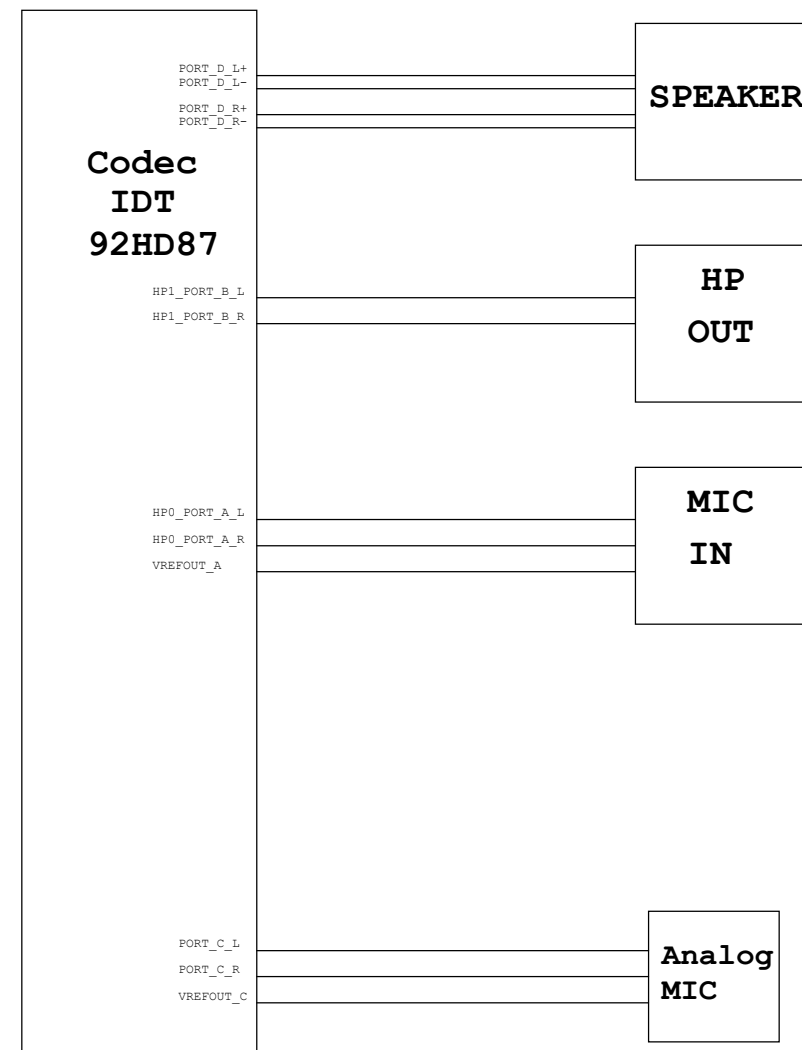 PORT_D_L+
PORT_D_L-
PORT_D_R+
PORT_D_R-
SPEAKER
Codec
IDT
92HD87
HP1_PORT_B_L
HP1_PORT_B_R
HP
OUT
HP0_PORT_A_L
HP0_PORT_A_R
VREFOUT_A
MIC
IN
PORT_C_L
PORT_C_R
VREFOUT_C
Analog
MIC